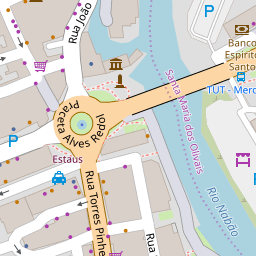 Rua João
Banco
Espírito
Santo
TUT - Merc
Praceta Alves Redol
Santa Maria dos Olivais
P
P
P
Estaus
Rua Torres Pinhe
Rua
Rio Nabão